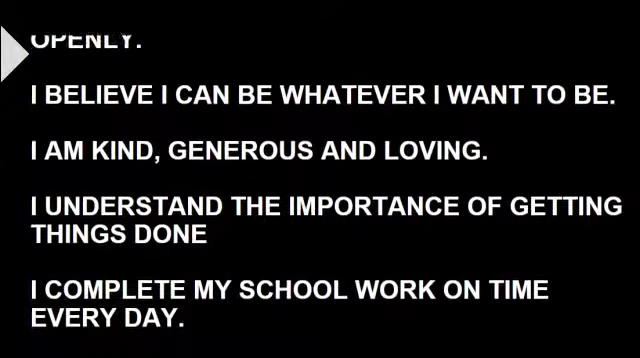 OPENLY.
I BELIEVE I CAN BE WHATEVER I WANT TO BE.
I AM KIND, GENEROUS AND LOVING.
I UNDERSTAND THE IMPORTANCE OF GETTING
THINGS DONE
I COMPLETE MY SCHOOL WORK ON TIME
EVERY DAY.